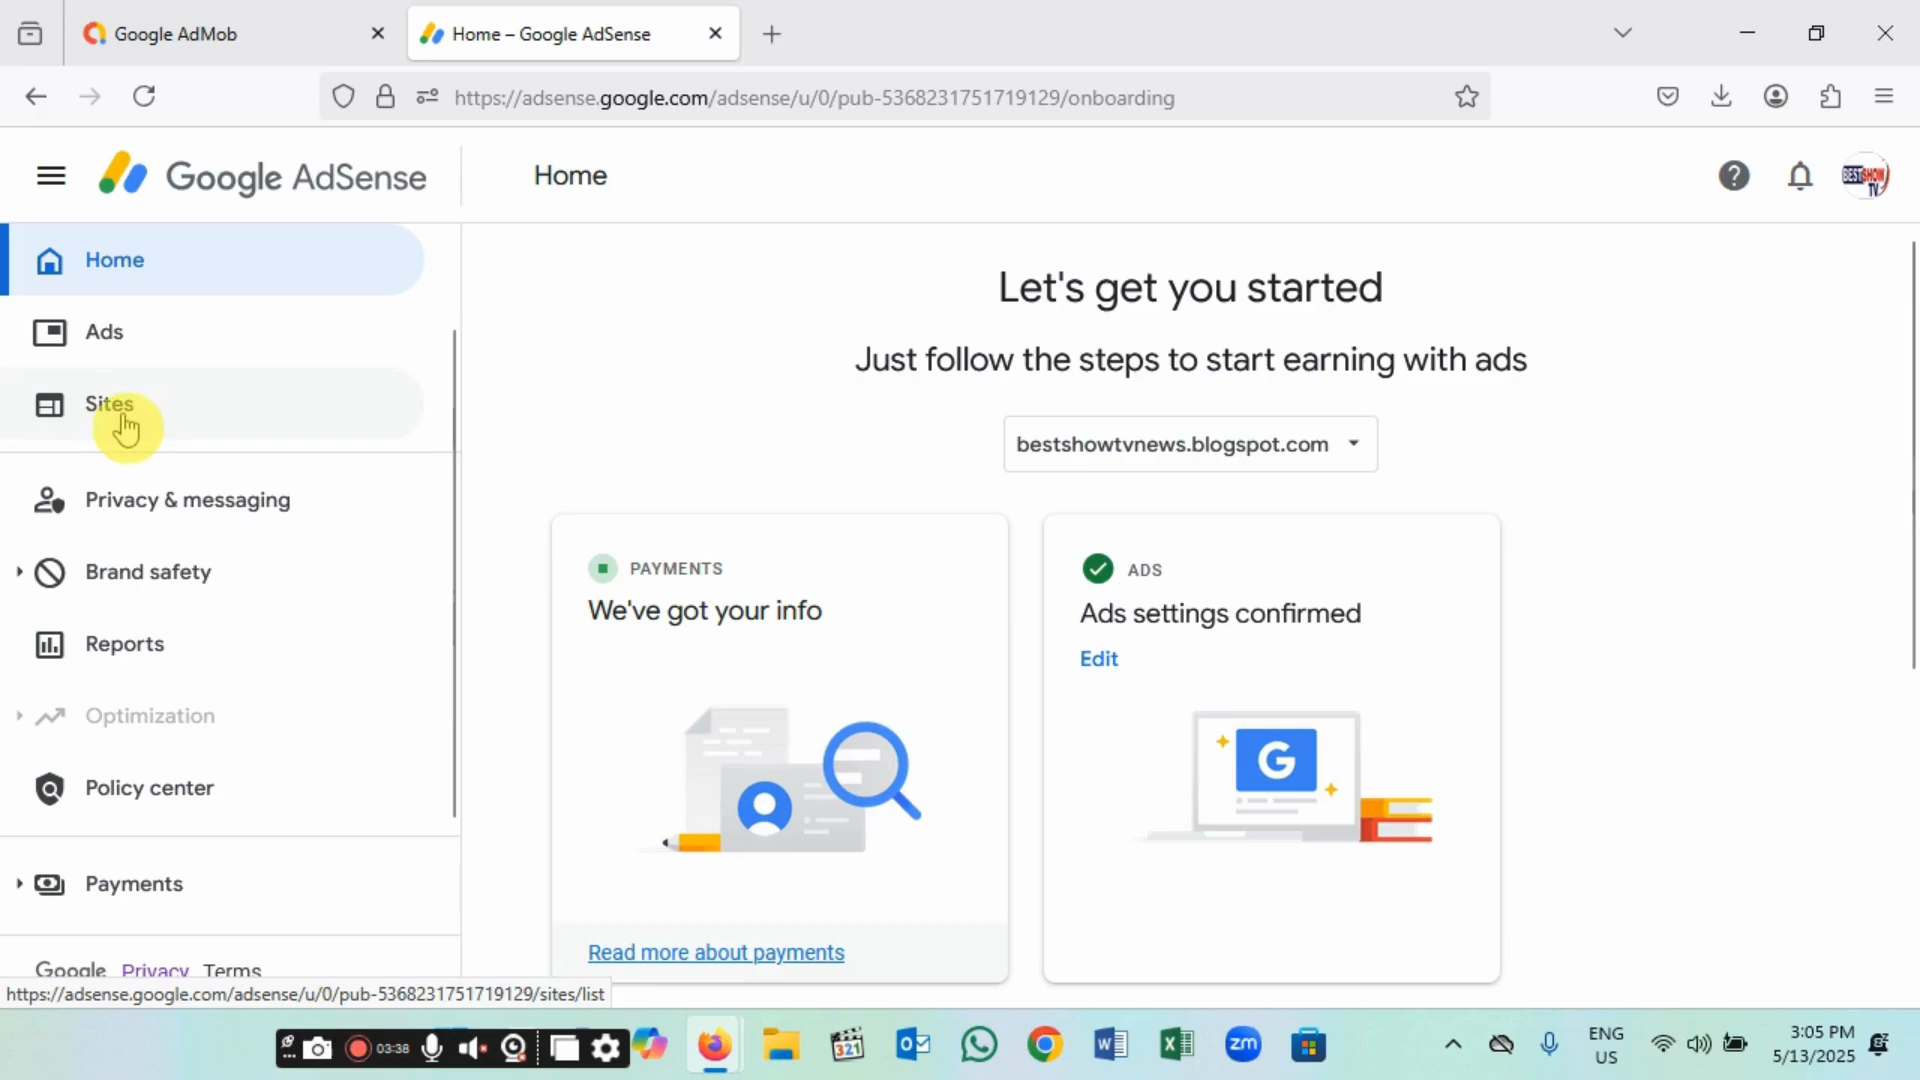 Google AdMob
Home – Google AdSense
https://adsense.google.com/adsense/u/0/pub-5368231751719129/onboarding
Google AdSense
Home
BESTSHOW
TV
Home
Ads
Sites
Privacy & messaging
Brand safety
Reports
Optimization
Policy center
Payments
Google Privacy Terms
https://adsense.google.com/adsense/u/0/pub-5368231751719129/sites/list
Let's get you started
Just follow the steps to start earning with ads
bestshowtvnews.blogspot.com
PAYMENTS
We've got your info
Read more about payments
ADS
Ads settings confirmed
Edit
G
03:38
321
zm
ENG
US
3:05 PM
5/13/2025